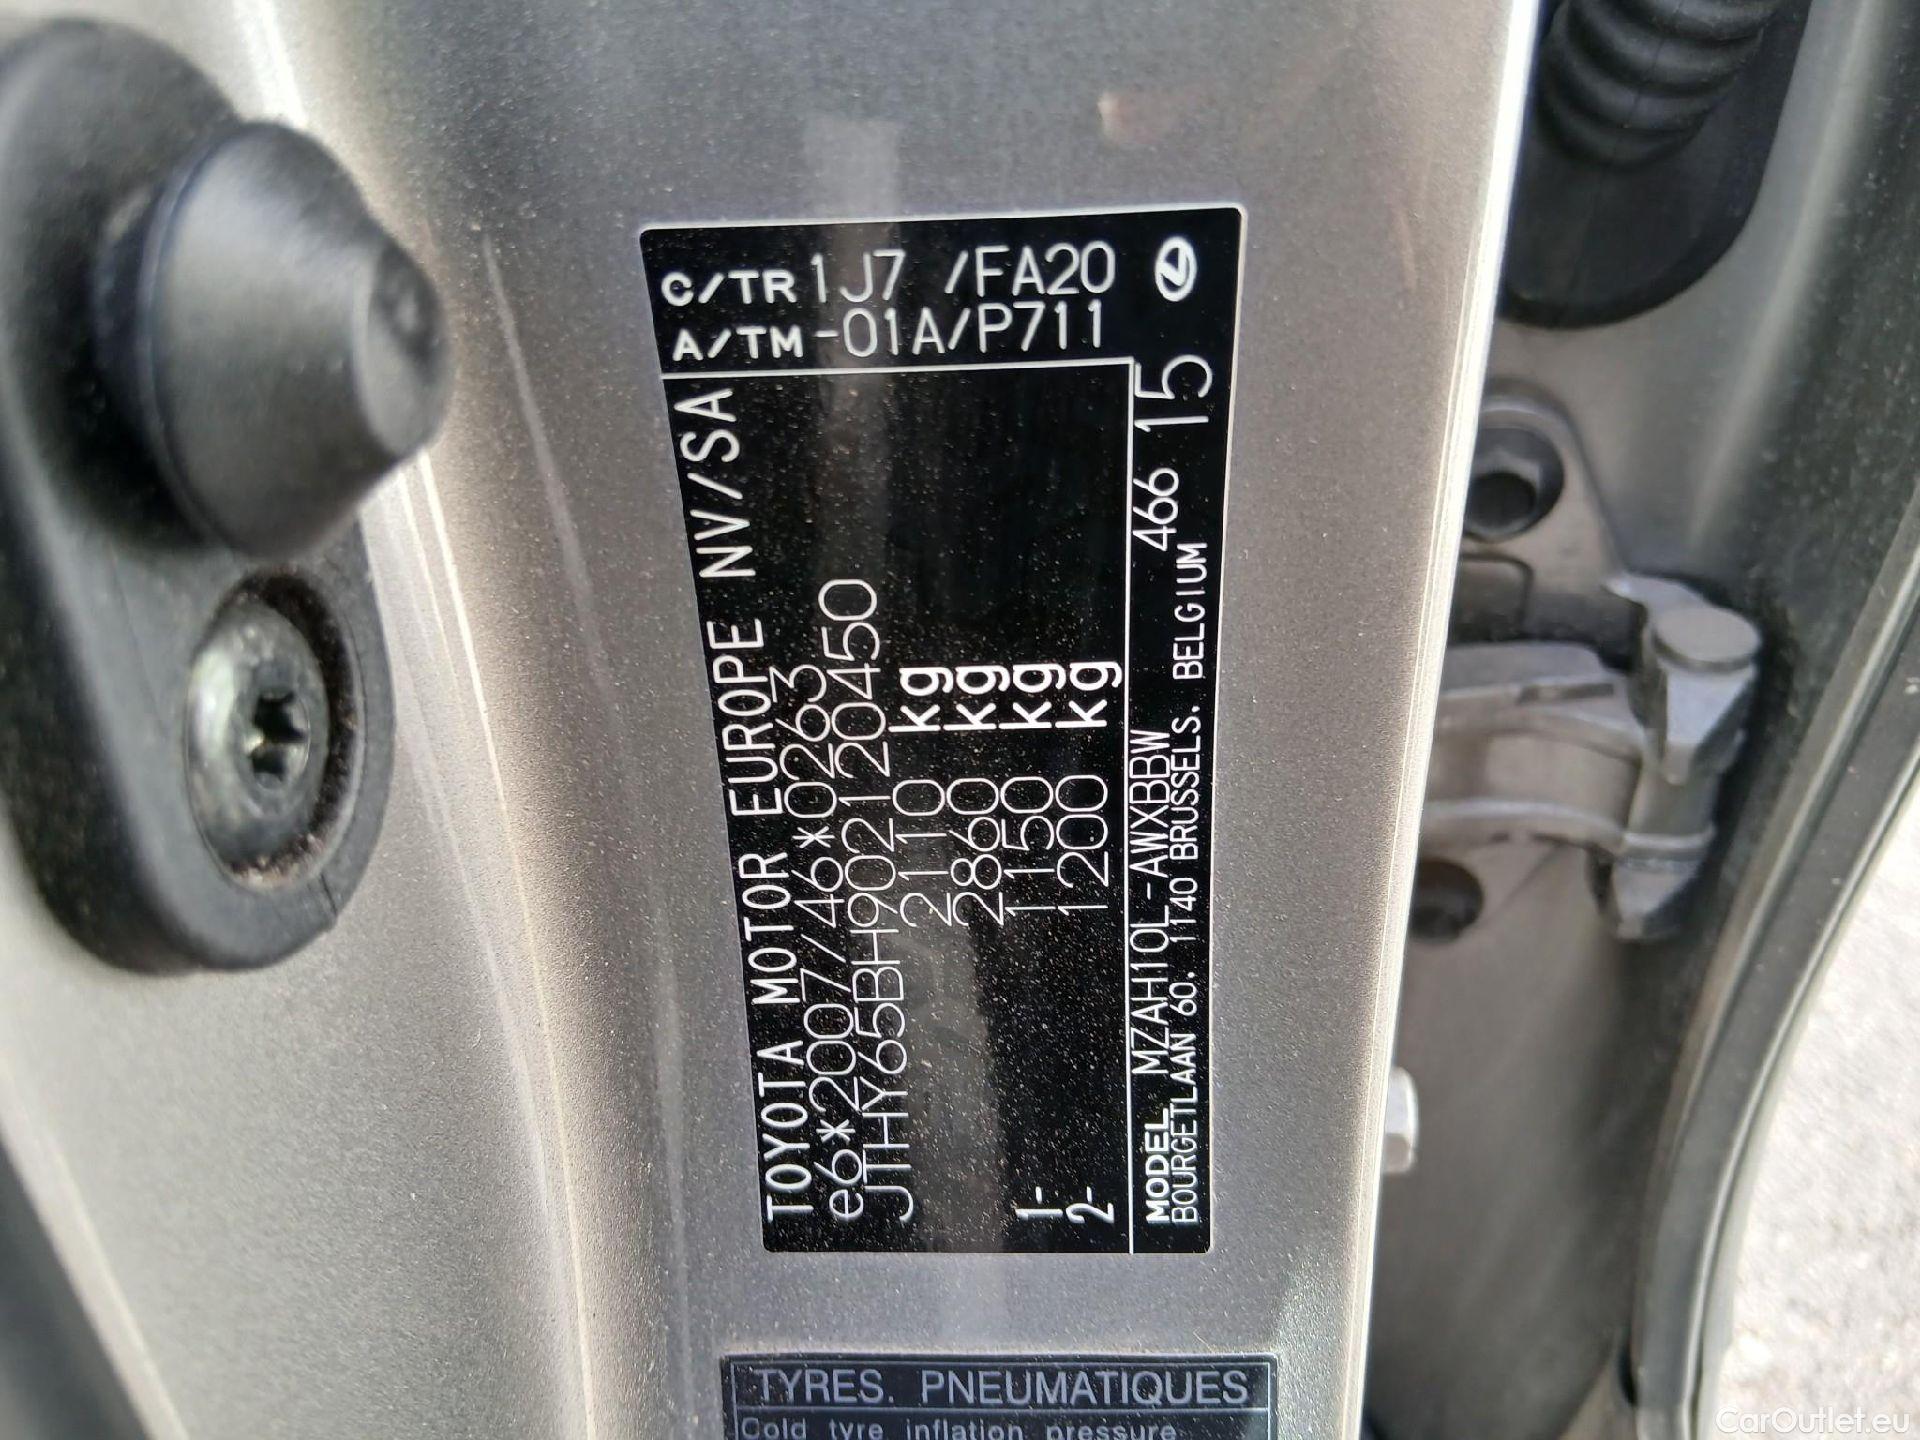 C/TR 1J7 /FA20
A/TM -01A/P711
TOYOTA MOTOR EUROPE NV/SA
e6*2007/46*0263
JTHHY65BH902120450
2110 kg
2860 kg
1- 1150 kg
2- 1200 kg
MODEL MZAH10L-AWXBBW 466 15
BOURGETLAAN 60. 1140 BRUSSELS. BELGIUM
TYRES. PNEUMATIQUES
Cold tyre inflation pressure
CarOutlet.eu